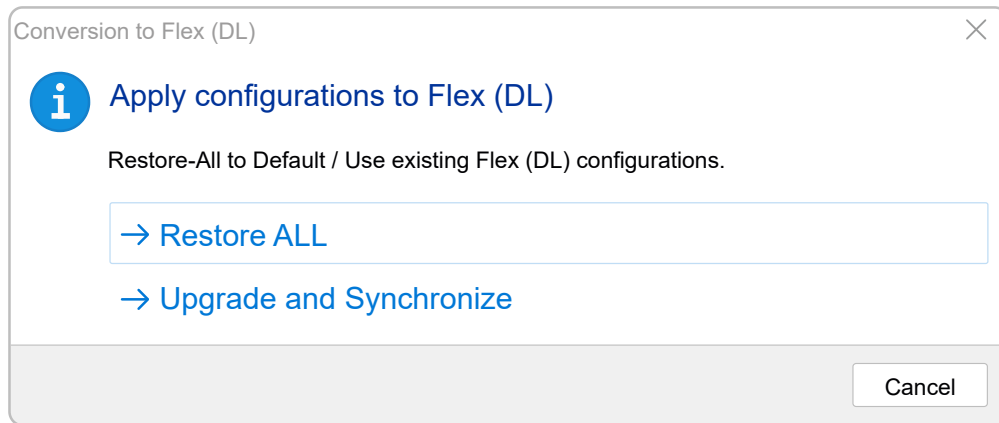 Conversion to Flex (DL)
Apply configurations to Flex (DL)
Restore-All to Default / Use existing Flex (DL) configurations.
→ Restore ALL
→ Upgrade and Synchronize
Cancel